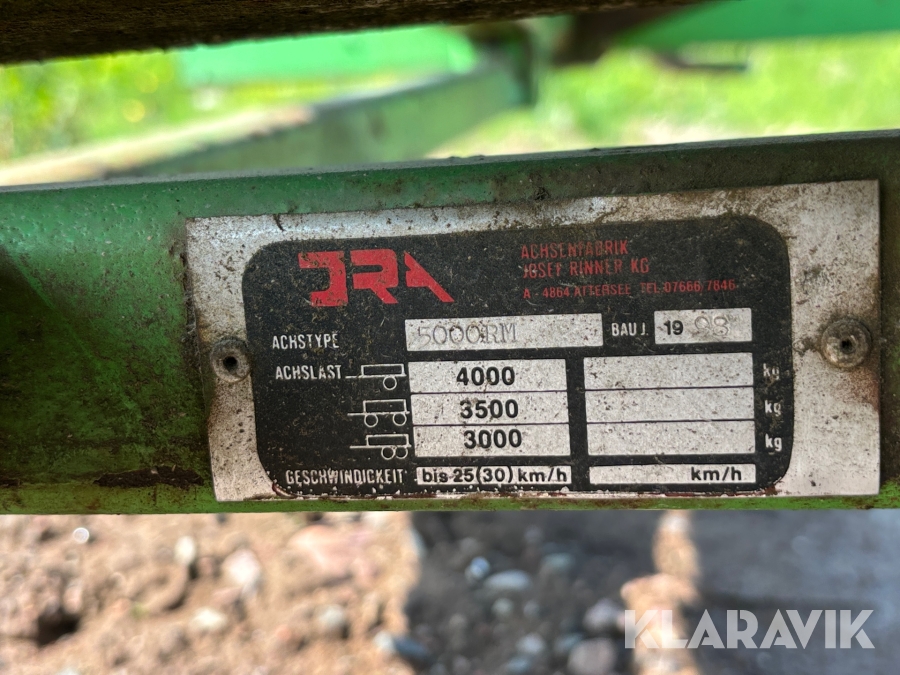 JRA
ACHSENFABRIK
JOSEF RINNER KG
A - 4864 ATTERSEE TEL. 07666/7846
ACHSTYPE 5000RM BAUJ. 19 98
ACHSLAST 4000 kg
3500 kg
3000 kg
GESCHWINDIGKEIT bis 25(30) km/h km/h
KLARAVIK